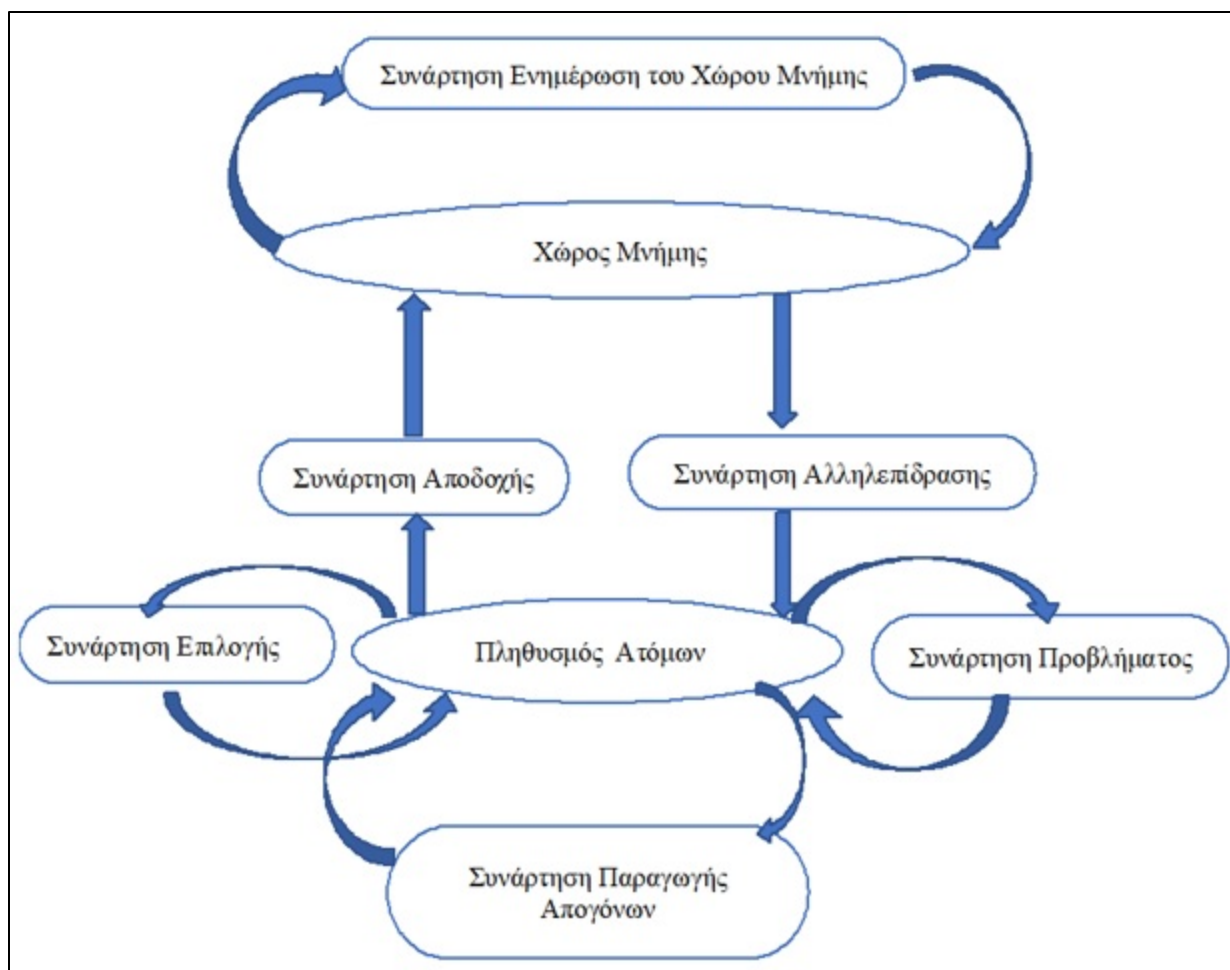 Συνάρτηση Ενημέρωση του Χώρου Μνήμης
Χώρος Μνήμης
Συνάρτηση Αποδοχής
Συνάρτηση Αλληλεπίδρασης
Συνάρτηση Επιλογής
Πληθυσμός Ατόμων
Συνάρτηση Προβλήματος
Συνάρτηση Παραγωγής
Απογόνων